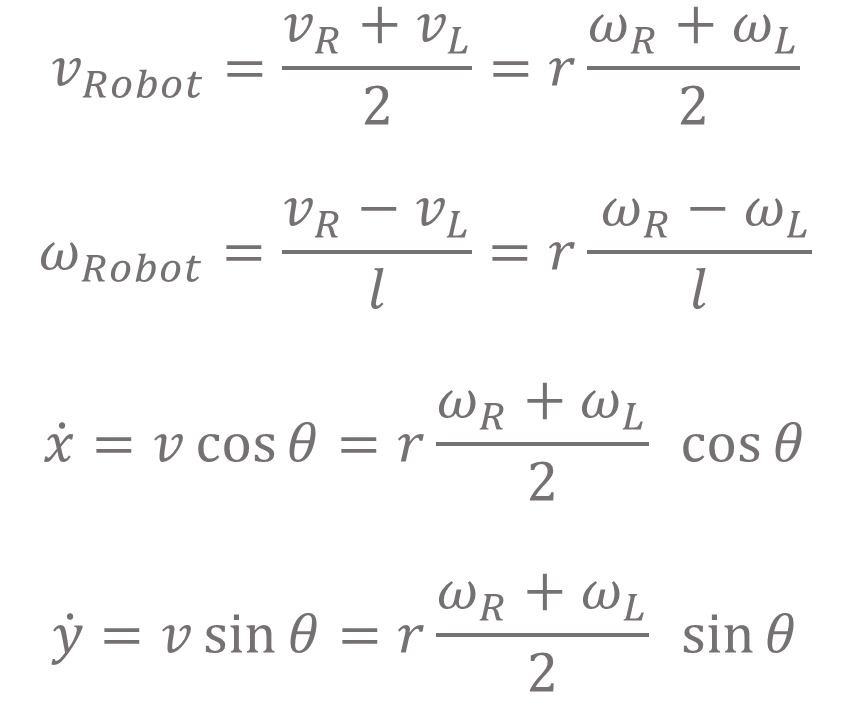 v_Robot = (v_R + v_L)/2 = r (ω_R + ω_L)/2
ω_Robot = (v_R − v_L)/l = r (ω_R − ω_L)/l
ẋ = v cos θ = r (ω_R + ω_L)/2 cos θ
ẏ = v sin θ = r (ω_R + ω_L)/2 sin θ